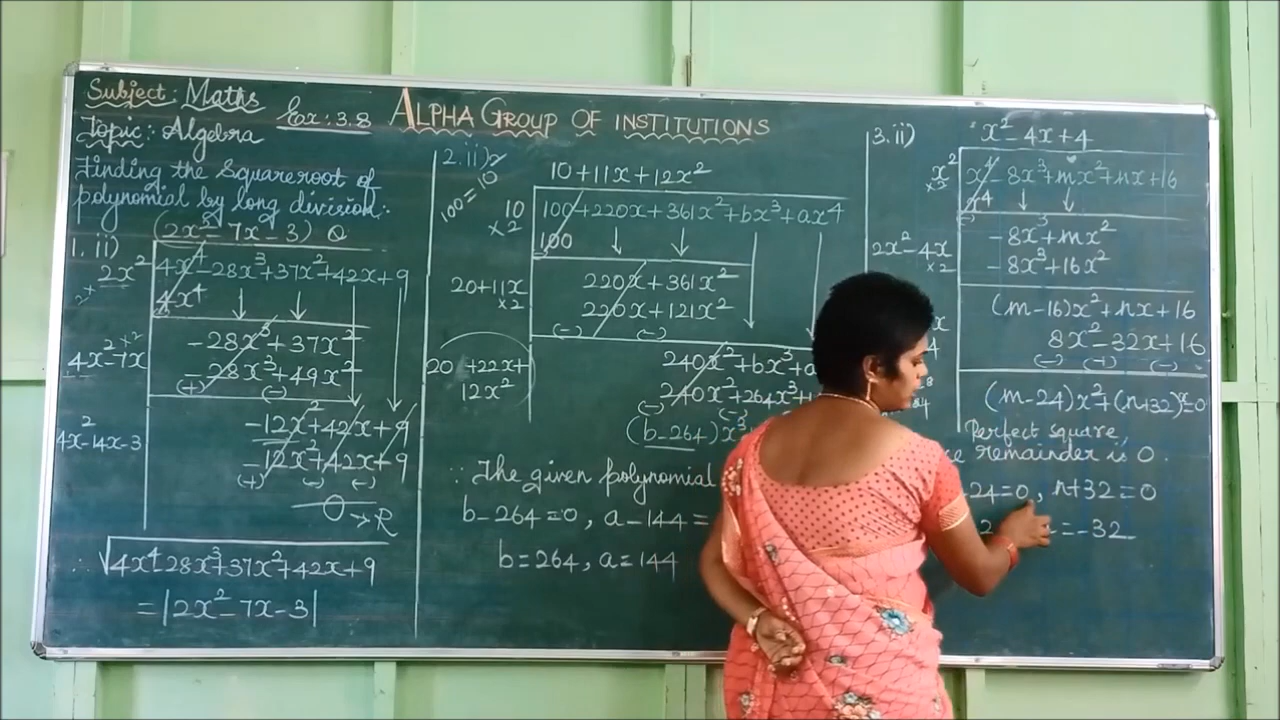 Subject: Maths
Ex: 3.8
ALPHA GROUP OF INSTITUTIONS
Topic: Algebra
Finding the Squareroot of
polynomial by long division:-
(2x² - 7x - 3) Q
1. ii)
2x²
4x⁴ - 28x³ + 37x² + 42x + 9
4x⁴
-28x³ + 37x²
4x² - 7x
×2
-28x³ + 49x²
(+) (-)
-12x² + 42x + 9
4x² - 14x - 3
-12x² + 42x + 9
(+) (-) (-)
0 → R
∴ √4x⁴ - 28x³ + 37x² + 42x + 9
= |2x² - 7x - 3|
2. ii)
100 = 10
10 + 11x + 12x²
10
×2
100 + 220x + 361x² + bx³ + ax⁴
100
220x + 361x²
20 + 11x
×2
220x + 121x²
(-) (-)
240x² + bx³ +
20 + 22x +
12x²
240x² + 264x³ +
(-) (-)
(b - 264) x³
∵ The given polynomial
b - 264 = 0, a - 144 =
b = 264, a = 144
3. ii)
x² - 4x + 4
x²
×2
x⁴ - 8x³ + mx² + nx + 16
x⁴
(-)
-8x³ + mx²
2x² - 4x
×2
-8x³ + 16x²
(m - 16)x² + nx + 16
8x² - 32x + 16
(-) (+) (-)
(m - 24)x² + (n + 32)x = 0
Perfect square,
remainder is 0.
24 = 0, n + 32 = 0
= -32